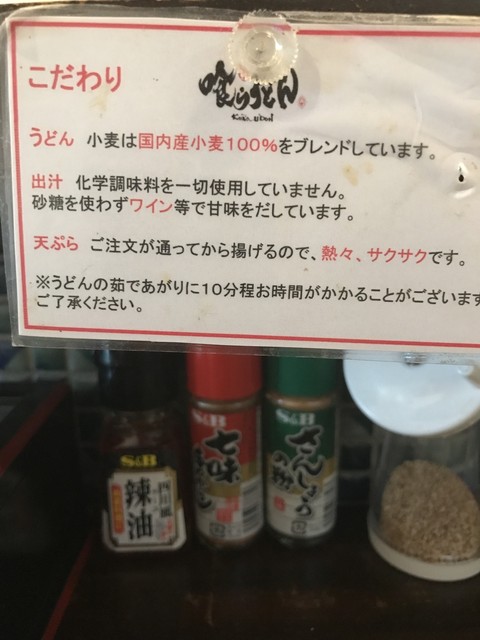 こだわり
喰らうどん
うどん 小麦は国内産小麦100%をブレンドしています。
出汁 化学調味料を一切使用していません。
砂糖を使わずワイン等で甘味をだしています。
天ぷら ご注文が通ってから揚げるので、熱々、サクサクです。
※うどんの茹であがりに10分程お時間がかかることがございます
ご了承ください。
S&B
四川風
辣油
S&B
七味
S&B
さんしょう
の粉